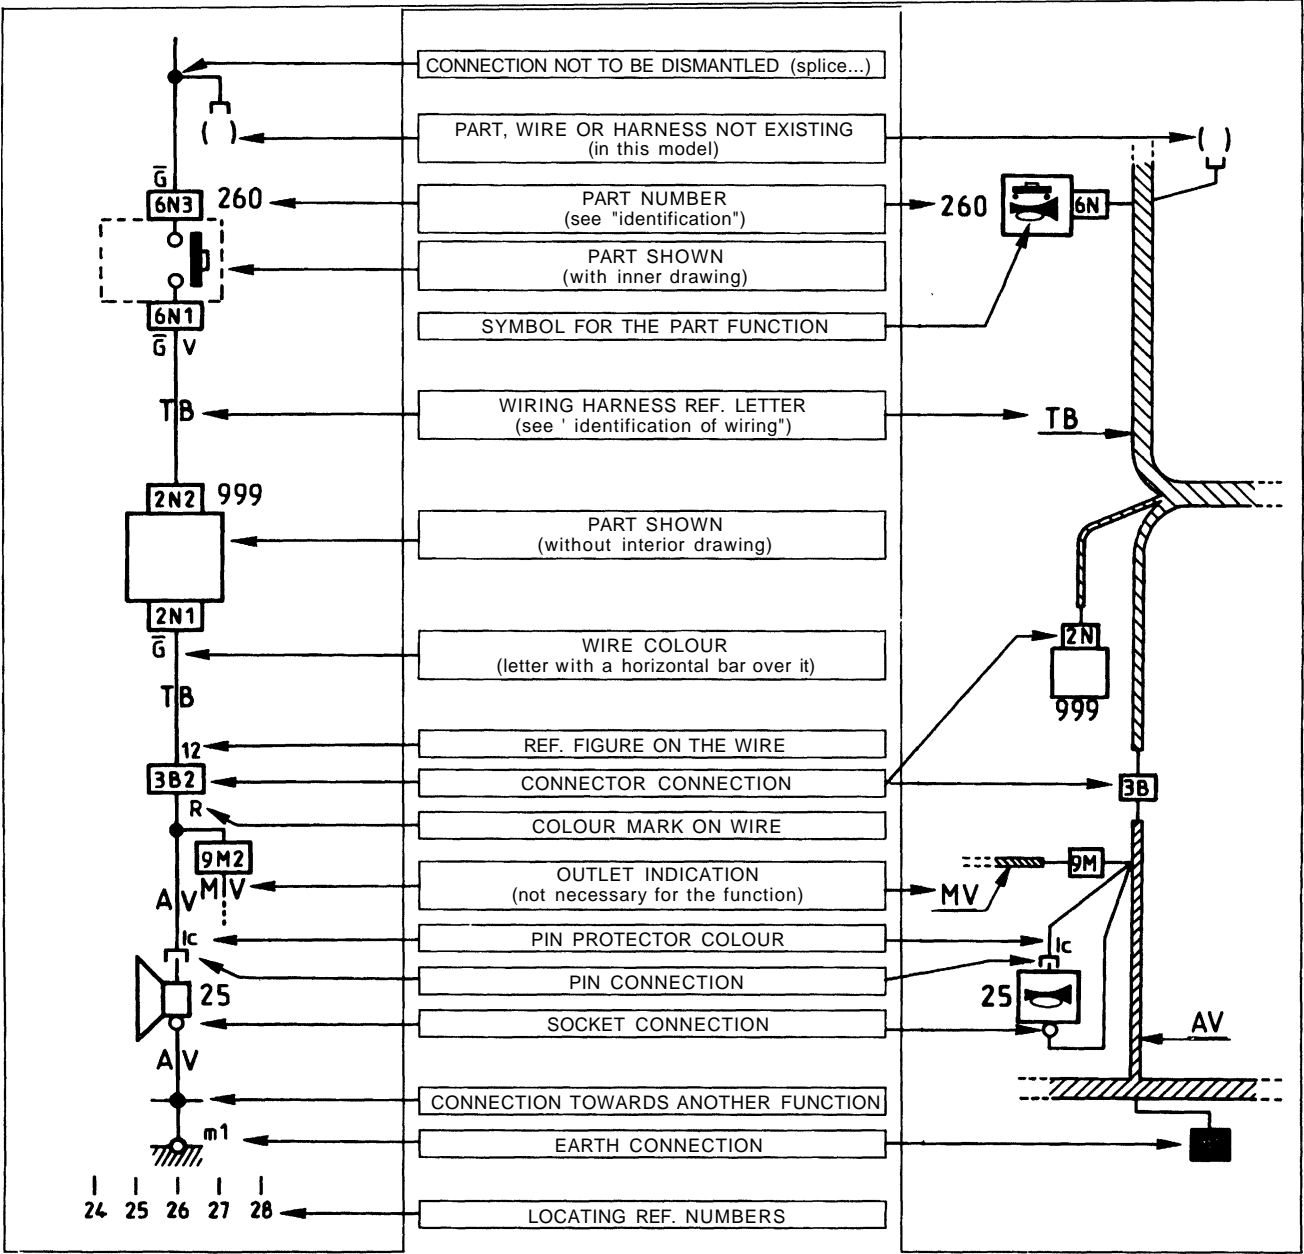 CONNECTION NOT TO BE DISMANTLED (splice...)
( )
PART, WIRE OR HARNESS NOT EXISTING
(in this model)
( )
G̅
6N3
260
PART NUMBER
(see "identification")
260
6N
PART SHOWN
(with inner drawing)
6N1
G̅ V
SYMBOL FOR THE PART FUNCTION
TB
WIRING HARNESS REF. LETTER
(see ' identification of wiring")
TB
2N2
999
PART SHOWN
(without interior drawing)
2N1
G̅
WIRE COLOUR
(letter with a horizontal bar over it)
2N
999
TB
12
REF. FIGURE ON THE WIRE
3B2
CONNECTOR CONNECTION
3B
R
COLOUR MARK ON WIRE
9M2
MV
OUTLET INDICATION
(not necessary for the function)
9M
MV
AV
lc
PIN PROTECTOR COLOUR
lc
PIN CONNECTION
25
25
SOCKET CONNECTION
AV
AV
CONNECTION TOWARDS ANOTHER FUNCTION
m1
EARTH CONNECTION
24 25 26 27 28
LOCATING REF. NUMBERS